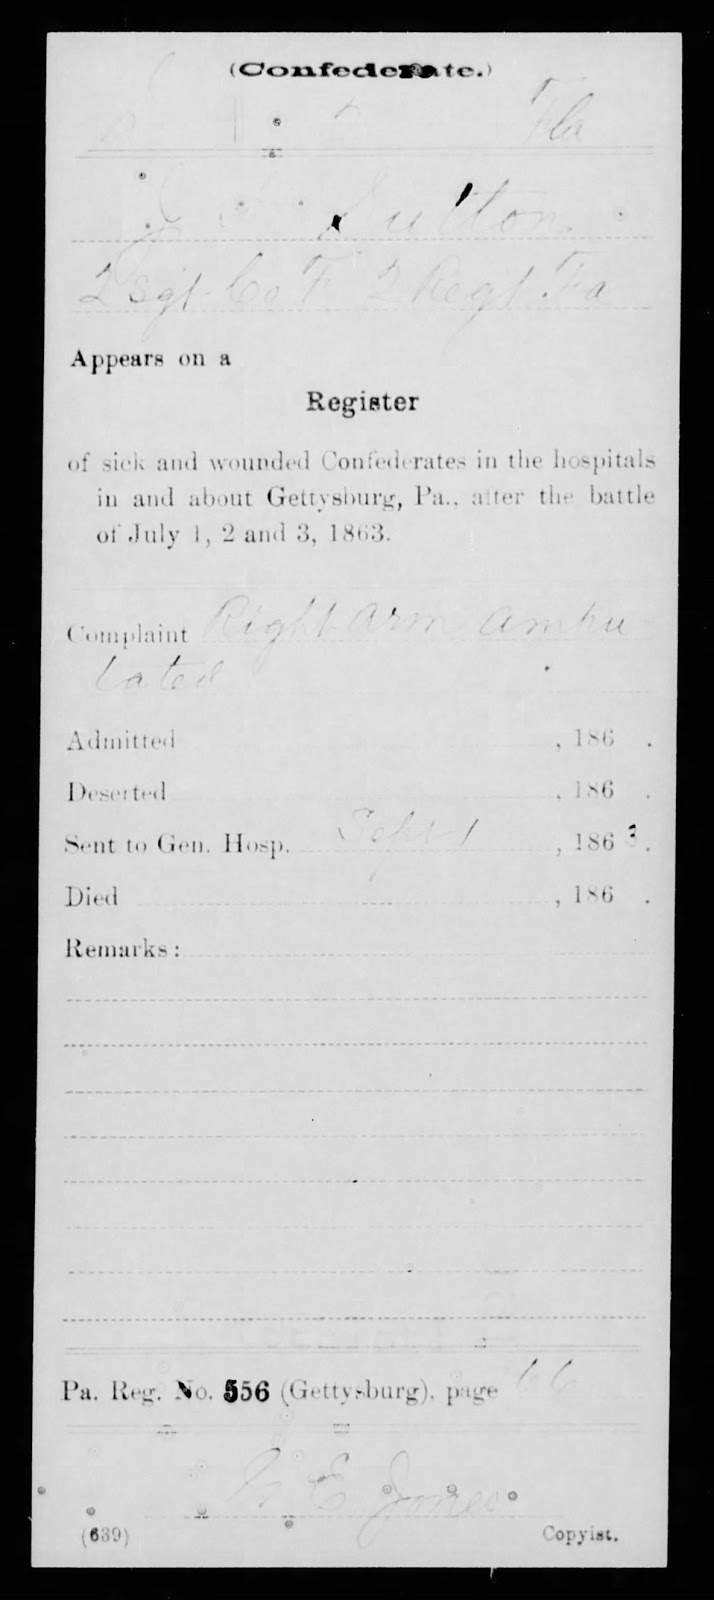 (Confederate.)
2 Fla
J Sutton
2 Sgt Co F 2 Regt Fa
Appears on a
Register
of sick and wounded Confederates in the hospitals
in and about Gettysburg, Pa., after the battle
of July 1, 2 and 3, 1863.
Complaint Right arm ampu
tated
Admitted , 186 .
Deserted , 186 .
Sent to Gen. Hosp. Sept 1 , 1863.
Died , 186 .
Remarks:
Pa. Reg. No. 556 (Gettysburg), page 66
E Jones
(639) Copyist.